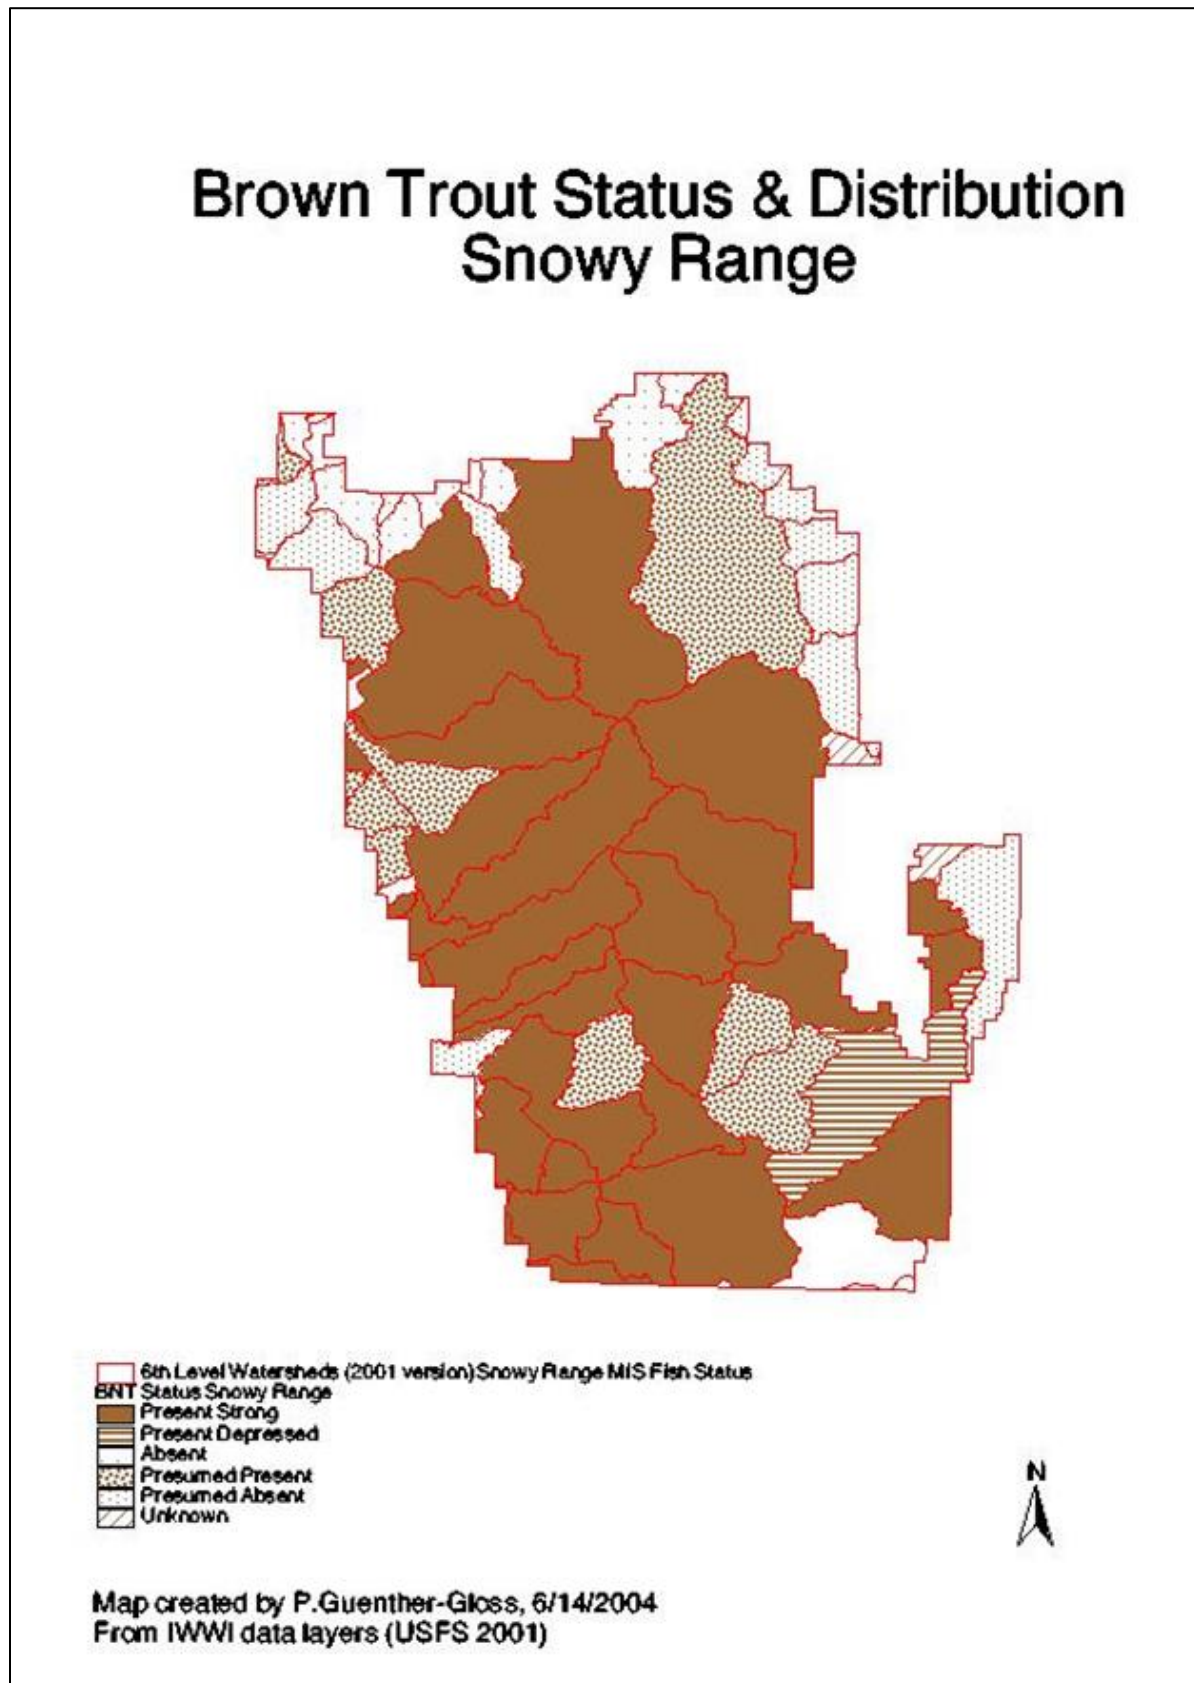 Brown Trout Status & Distribution
Snowy Range
6th Level Watersheds (2001 version)Snowy Range MIS Fish Status
BNT Status Snowy Range
Present Strong
Present Depressed
Absent
Presumed Present
Presumed Absent
Unknown
N
Map created by P.Guenther-Gloss, 6/14/2004
From IWWI data layers (USFS 2001)